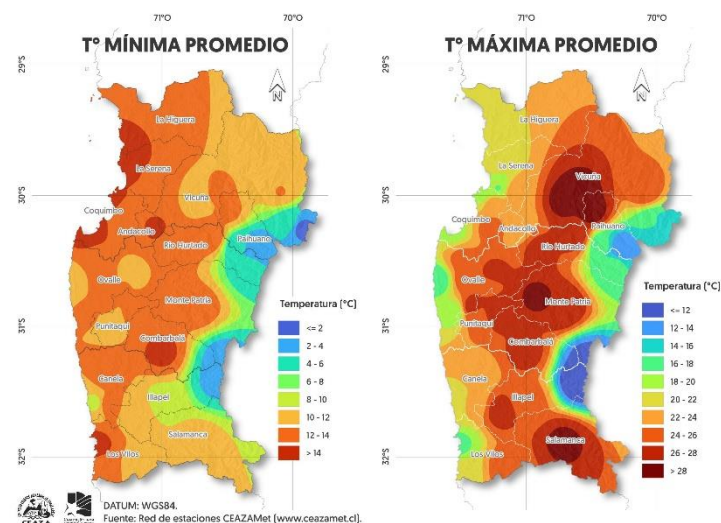 T° MÍNIMA PROMEDIO
71°O
70°O
29°S
30°S
31°S
32°S
N
La Higuera
La Serena
Vicuña
Coquimbo
Andacollo
Paihuano
Río Hurtado
Ovalle
Monte Patria
Punitaqui
Combarbalá
Canela
Illapel
Salamanca
Los Vilos
Temperatura [°C]
<= 2
2 - 4
4 - 6
6 - 8
8 - 10
10 - 12
12 - 14
> 14
T° MÁXIMA PROMEDIO
71°O
70°O
29°S
30°S
31°S
32°S
N
La Higuera
La Serena
Vicuña
Coquimbo
Andacollo
Paihuano
Río Hurtado
Ovalle
Monte Patria
Punitaqui
Combarbalá
Canela
Illapel
Salamanca
Los Vilos
Temperatura [°C]
<= 12
12 - 14
14 - 16
16 - 18
18 - 20
20 - 22
22 - 24
24 - 26
26 - 28
> 28
CEAZA
DATUM: WGS84.
Fuente: Red de estaciones CEAZAMet [www.ceazamet.cl].